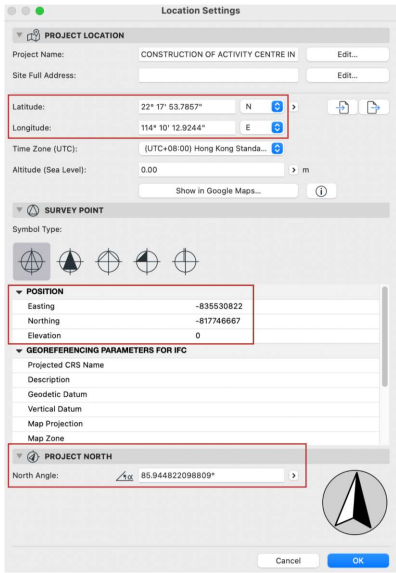 Location Settings
PROJECT LOCATION
Project Name: CONSTRUCTION OF ACTIVITY CENTRE IN Edit...
Site Full Address: Edit...
Latitude: 22° 17' 53.7857" N
Longitude: 114° 10' 12.9244" E
Time Zone (UTC): (UTC+08:00) Hong Kong Standa...
Altitude (Sea Level): 0.00 m
Show in Google Maps...
SURVEY POINT
Symbol Type:
POSITION
Easting -835530822
Northing -817746667
Elevation 0
GEOREFERENCING PARAMETERS FOR IFC
Projected CRS Name
Description
Geodetic Datum
Vertical Datum
Map Projection
Map Zone
PROJECT NORTH
North Angle: α 85.944822098809°
Cancel OK